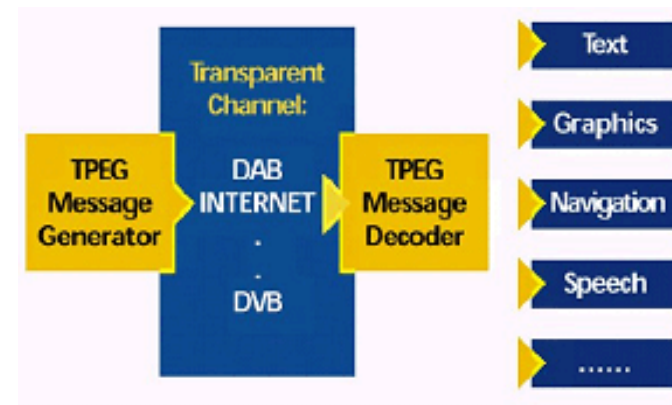 Transparent
Channel:
TPEG
Message
Generator
DAB
INTERNET
.
.
DVB
TPEG
Message
Decoder
Text
Graphics
Navigation
Speech
......